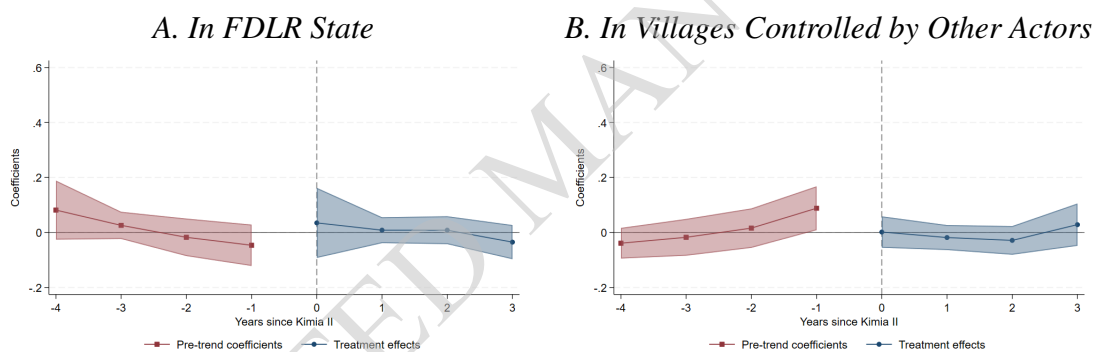 A. In FDLR State
B. In Villages Controlled by Other Actors
.6
.4
.2
0
-.2
Coefficients
-4 -3 -2 -1 0 1 2 3
Years since Kimia II
Pre-trend coefficients Treatment effects
.6
.4
.2
0
-.2
Coefficients
-4 -3 -2 -1 0 1 2 3
Years since Kimia II
Pre-trend coefficients Treatment effects
TED MAN